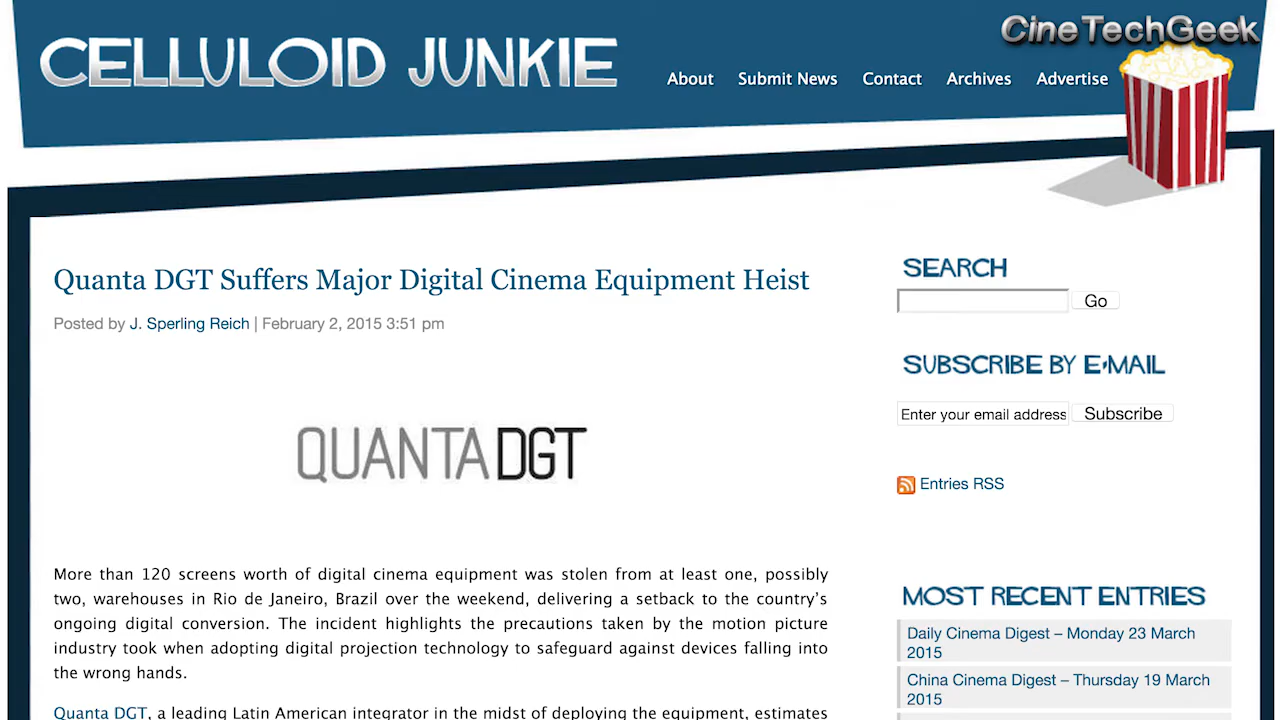 CineTechGeek
CELLULOID JUNKIE
About Submit News Contact Archives Advertise
Quanta DGT Suffers Major Digital Cinema Equipment Heist
Posted by J. Sperling Reich | February 2, 2015 3:51 pm
QUANTA DGT
More than 120 screens worth of digital cinema equipment was stolen from at least one, possibly
two, warehouses in Rio de Janeiro, Brazil over the weekend, delivering a setback to the country’s
ongoing digital conversion. The incident highlights the precautions taken by the motion picture
industry took when adopting digital projection technology to safeguard against devices falling into
the wrong hands.
Quanta DGT, a leading Latin American integrator in the midst of deploying the equipment, estimates
SEARCH
Go
SUBSCRIBE BY E-MAIL
Enter your email address Subscribe
Entries RSS
MOST RECENT ENTRIES
Daily Cinema Digest – Monday 23 March
2015
China Cinema Digest – Thursday 19 March
2015